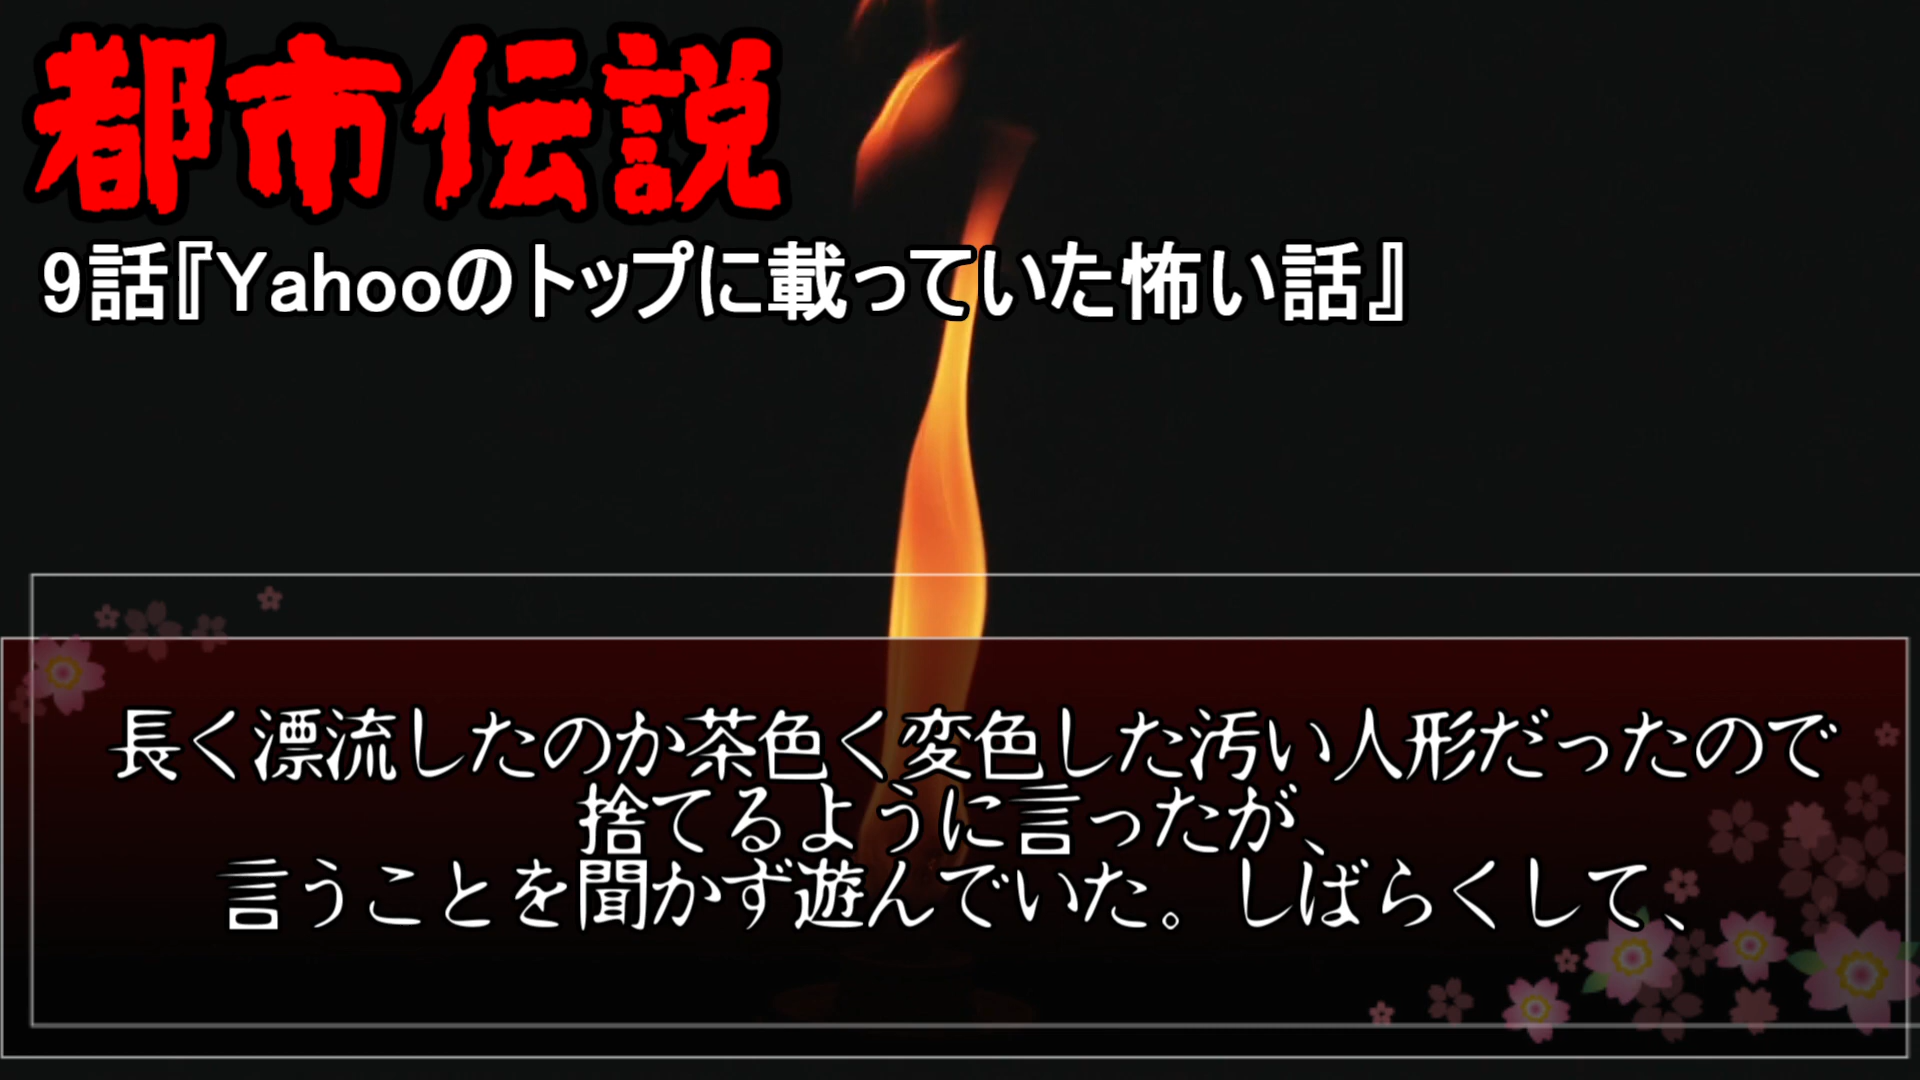 都市伝説
9話『Yahooのトップに載っていた怖い話』
長く漂流したのか茶色く変色した汚い人形だったので
捨てるように言ったが、
言うことを聞かず遊んでいた。しばらくして、